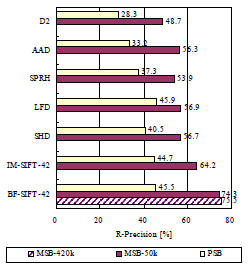 D2
28.3
48.7
AAD
33.2
56.3
SPRH
37.3
53.9
LFD
45.9
56.9
SHD
40.5
56.7
IM-SIFT-42
44.7
64.2
BF-SIFT-42
45.5
74.3
75.5
0 20 40 60 80
R-Precision [%]
MSB-420k MSB-50k PSB